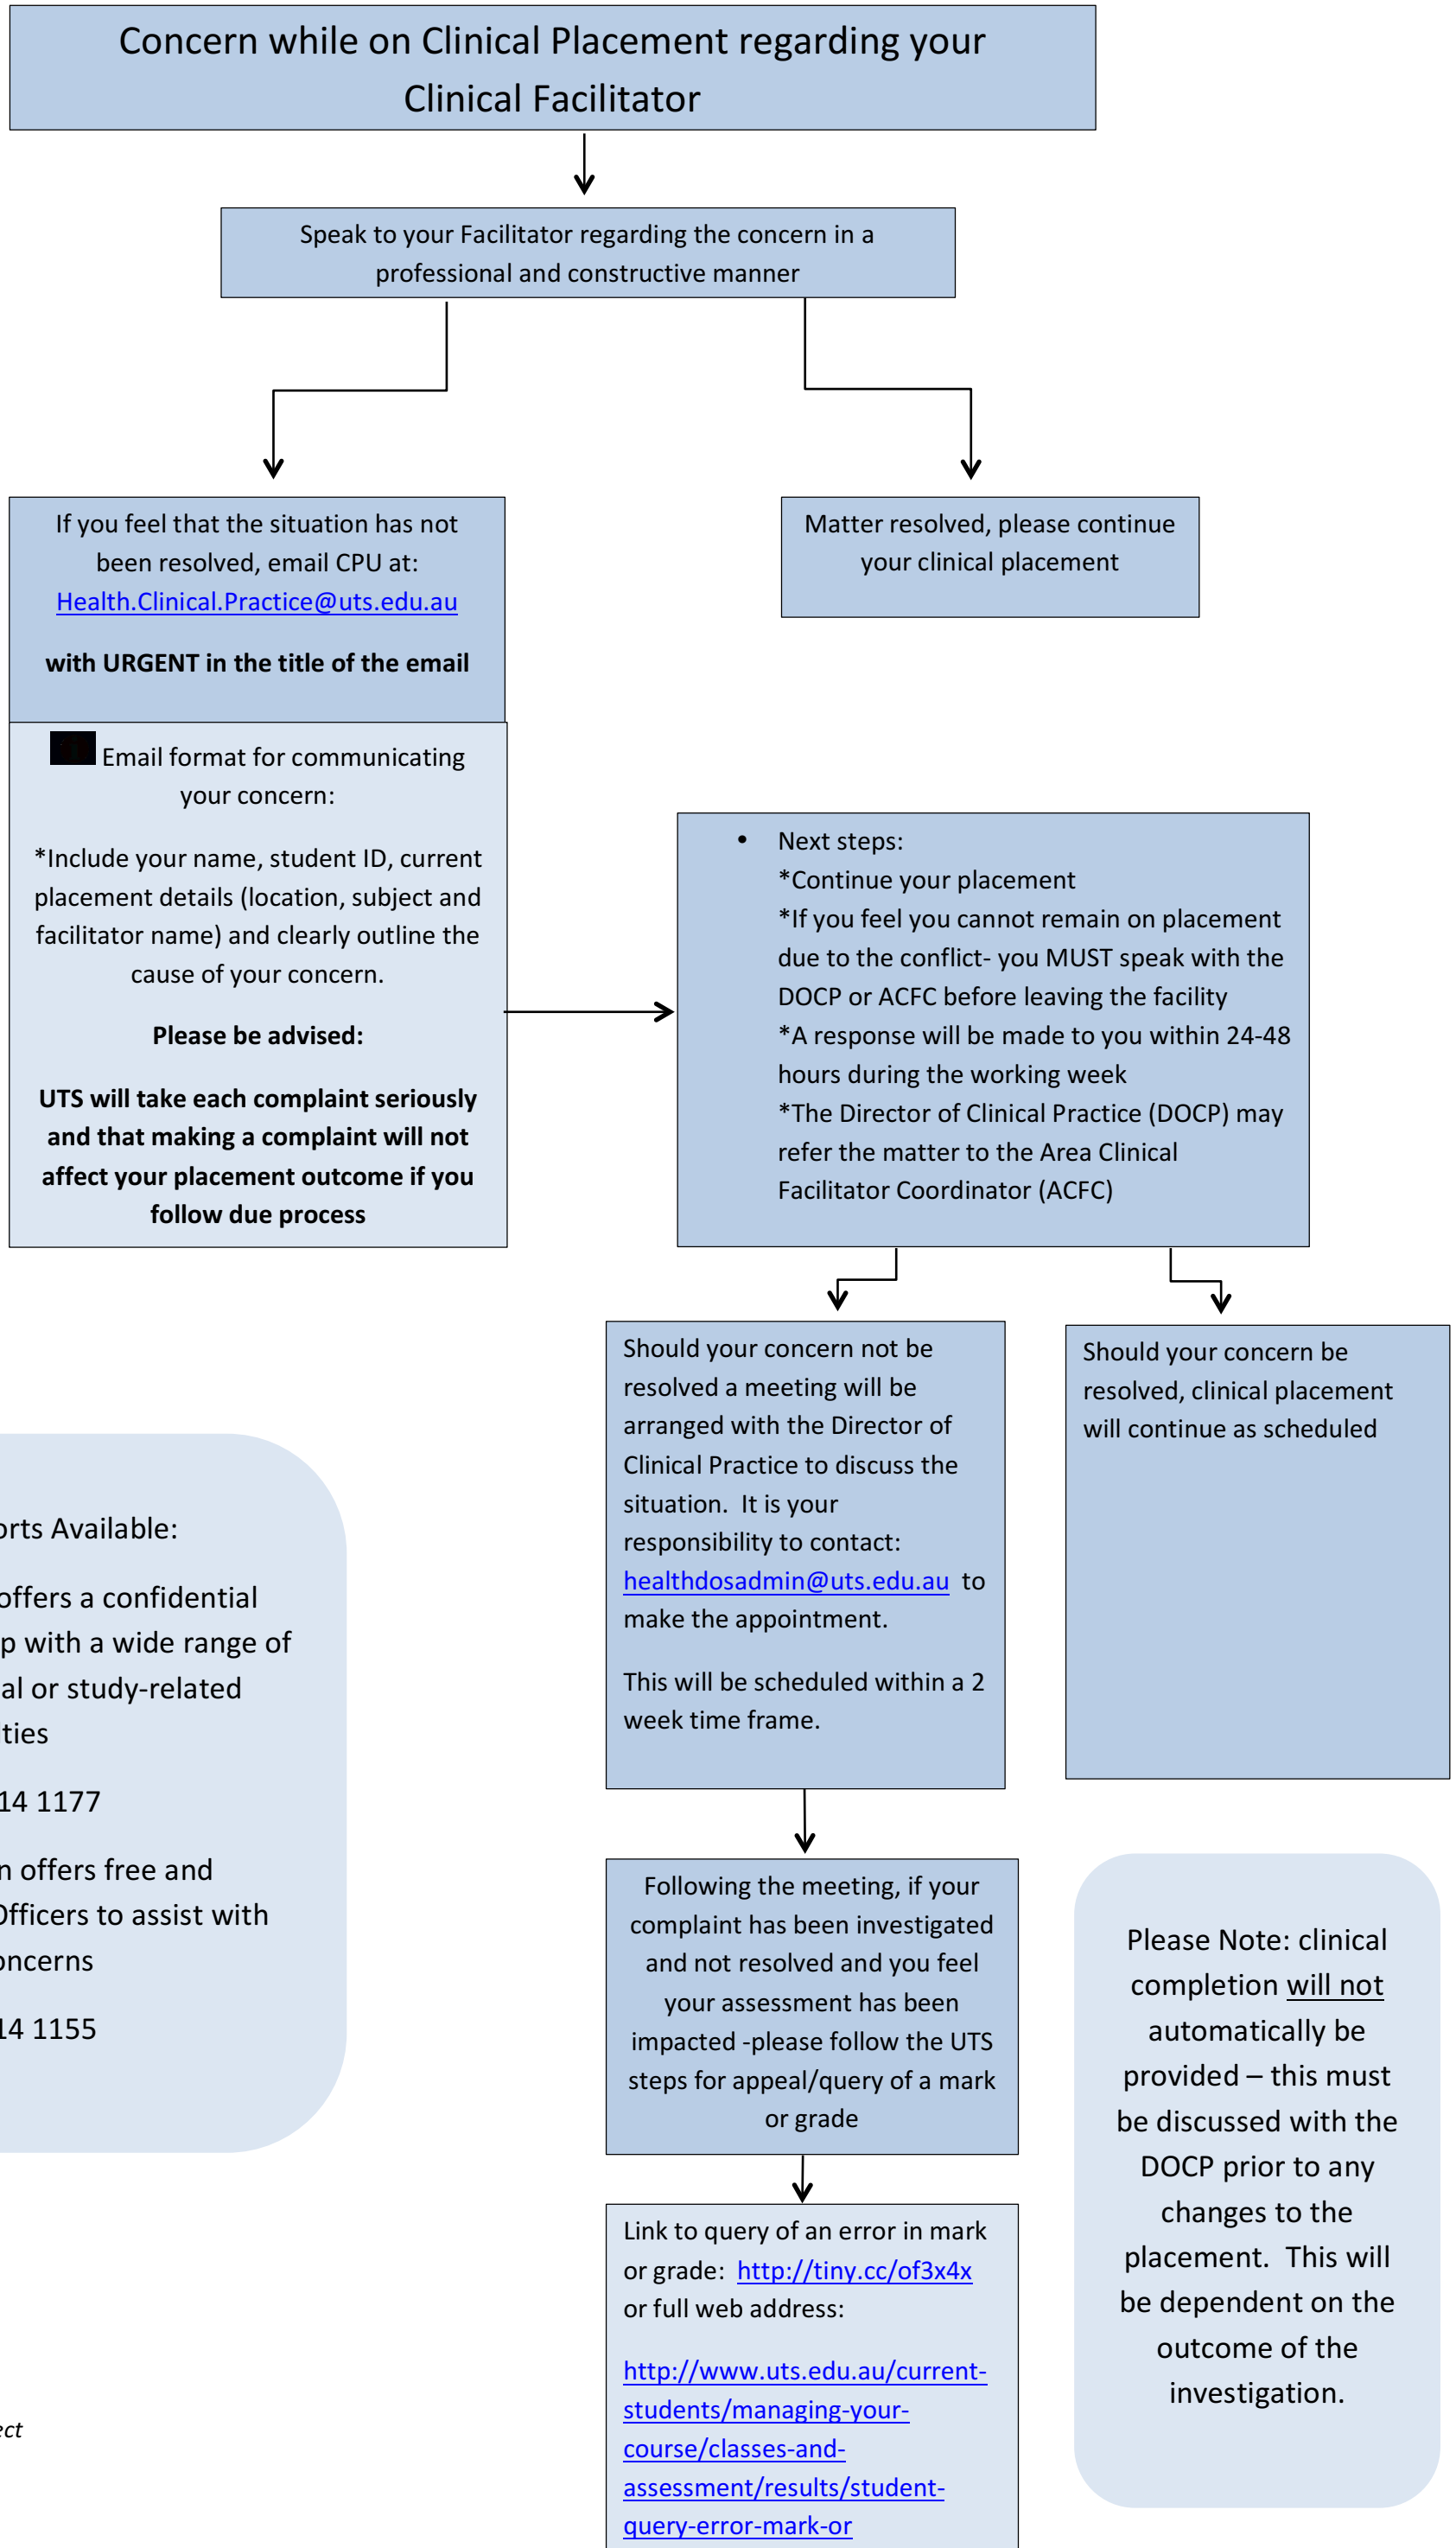 Concern while on Clinical Placement regarding your
Clinical Facilitator
Speak to your Facilitator regarding the concern in a
professional and constructive manner
If you feel that the situation has not
been resolved, email CPU at:
Health.Clinical.Practice@uts.edu.au
with URGENT in the title of the email
Matter resolved, please continue
your clinical placement
Email format for communicating
your concern:
*Include your name, student ID, current
placement details (location, subject and
facilitator name) and clearly outline the
cause of your concern.
Please be advised:
UTS will take each complaint seriously
and that making a complaint will not
affect your placement outcome if you
follow due process
• Next steps:
*Continue your placement
*If you feel you cannot remain on placement
due to the conflict- you MUST speak with the
DOCP or ACFC before leaving the facility
*A response will be made to you within 24-48
hours during the working week
*The Director of Clinical Practice (DOCP) may
refer the matter to the Area Clinical
Facilitator Coordinator (ACFC)
Should your concern not be
resolved a meeting will be
arranged with the Director of
Clinical Practice to discuss the
situation. It is your
responsibility to contact:
healthdosadmin@uts.edu.au to
make the appointment.
This will be scheduled within a 2
week time frame.
Should your concern be
resolved, clinical placement
will continue as scheduled
orts Available:
offers a confidential
p with a wide range of
al or study-related
lties
14 1177
n offers free and
Officers to assist with
oncerns
14 1155
Following the meeting, if your
complaint has been investigated
and not resolved and you feel
your assessment has been
impacted -please follow the UTS
steps for appeal/query of a mark
or grade
Please Note: clinical
completion will not
automatically be
provided – this must
be discussed with the
DOCP prior to any
changes to the
placement. This will
be dependent on the
outcome of the
investigation.
Link to query of an error in mark
or grade: http://tiny.cc/of3x4x
or full web address:
http://www.uts.edu.au/current-
students/managing-your-
course/classes-and-
assessment/results/student-
query-error-mark-or
ect